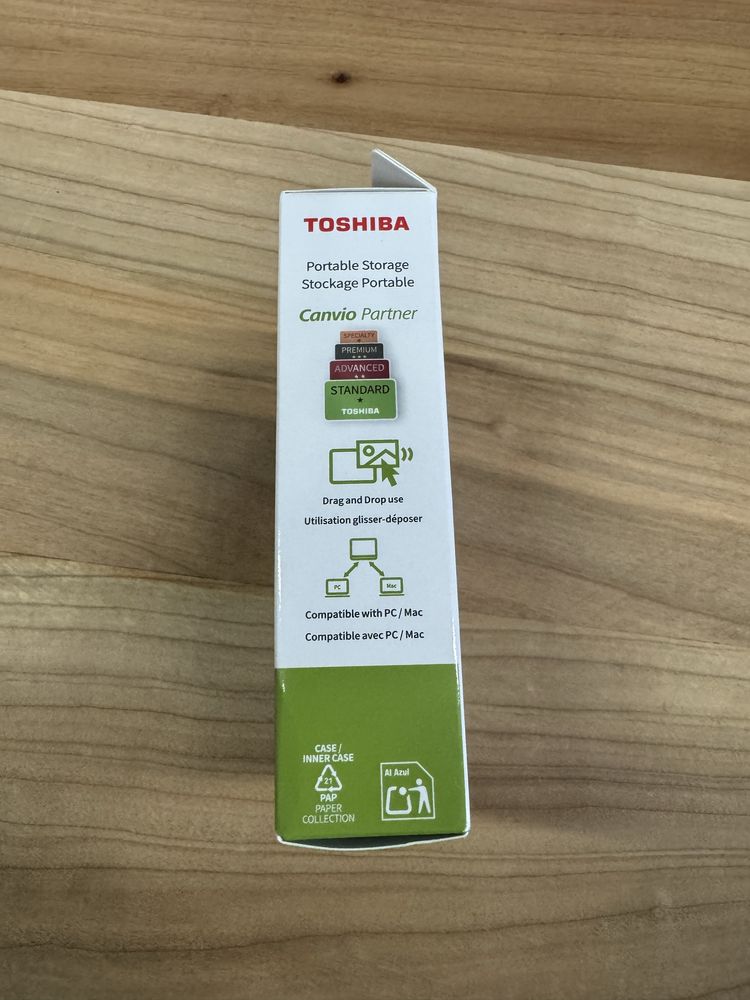 TOSHIBA
Portable Storage
Stockage Portable
Canvio Partner
SPECIALTY
PREMIUM
ADVANCED
STANDARD
TOSHIBA
Drag and Drop use
Utilisation glisser-déposer
PC Mac
Compatible with PC / Mac
Compatible avec PC / Mac
CASE /
INNER CASE
21
PAP
PAPER
COLLECTION
Al Azul